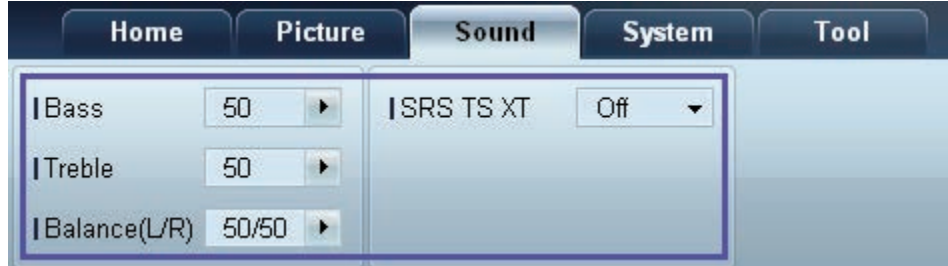 Home Picture Sound System Tool
Bass 50 SRS TS XT Off
Treble 50
Balance(L/R) 50/50